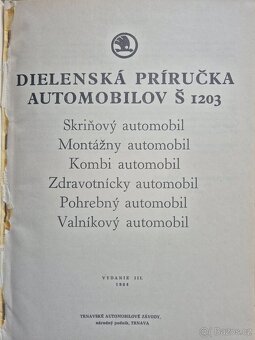 DIELENSKÁ PRÍRUČKA
AUTOMOBILOV Š 1203
Skriňový automobil
Montážny automobil
Kombi automobil
Zdravotnícky automobil
Pohrebný automobil
Valníkový automobil
VYDANIE III.
TRNAVSKÉ AUTOMOBILOVÉ ZÁVODY,
národný podnik, TRNAVA